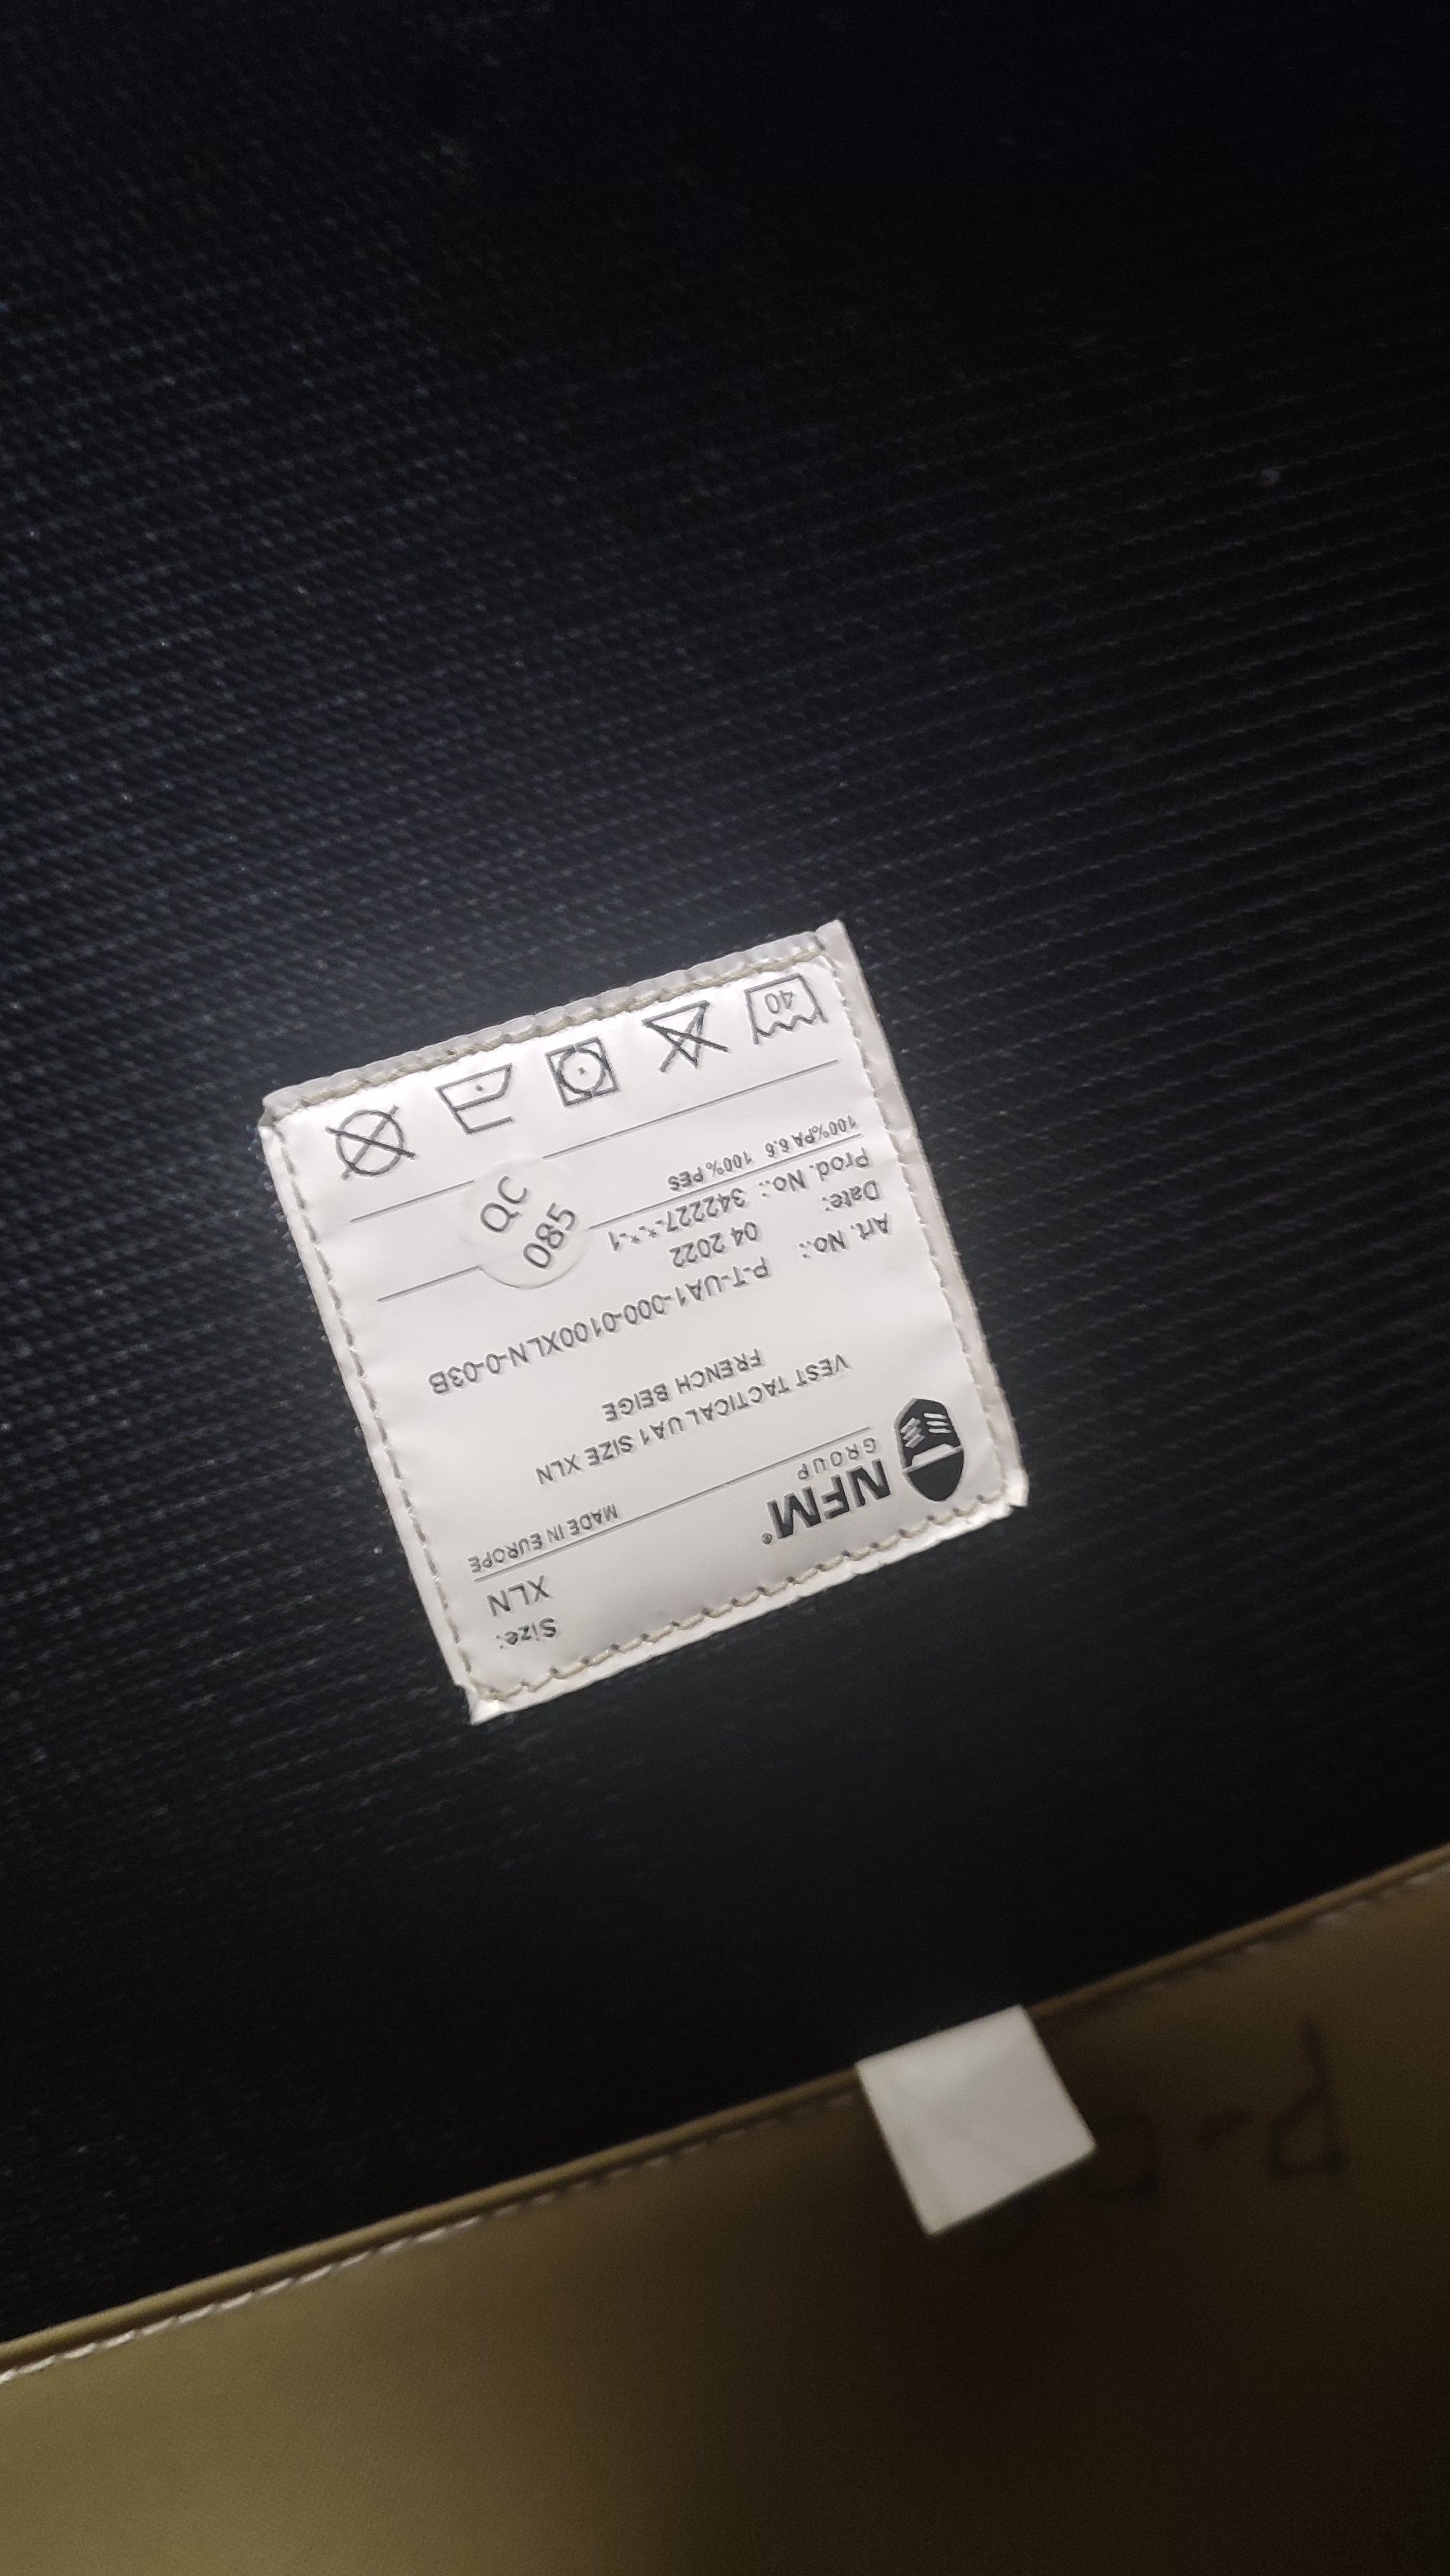 Size:
XLN
NFM®
GROUP
MADE IN EUROPE
VEST TACTICAL UA1 SIZE XLN
FRENCH BEIGE
Art. No.: P-T-UA1-000-0100XLN-0-03B
Date: 04 2022
Prod. No.: 342227-*-*-1
100%PA 6.6 100% PES
QC
085
40